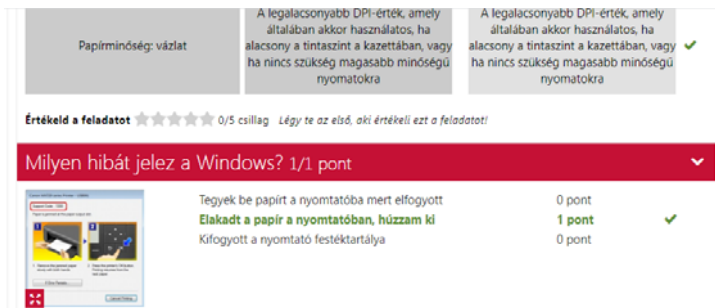 A legalacsonyabb DPI-érték, amely
általában akkor használatos, ha
alacsony a tintaszint a kazettában, vagy
ha nincs szükség magasabb minőségű
nyomatokra
A legalacsonyabb DPI-érték, amely
általában akkor használatos, ha
alacsony a tintaszint a kazettában, vagy
ha nincs szükség magasabb minőségű
nyomatokra
Papírminőség: vázlat
Értékeld a feladatot 0/5 csillag Légy te az első, aki értékeli ezt a feladatot!
Milyen hibát jelez a Windows? 1/1 pont
Tegyek be papírt a nyomtatóba mert elfogyott 0 pont
Elakadt a papír a nyomtatóban, húzzam ki 1 pont
Kifogyott a nyomtató festéktartálya 0 pont